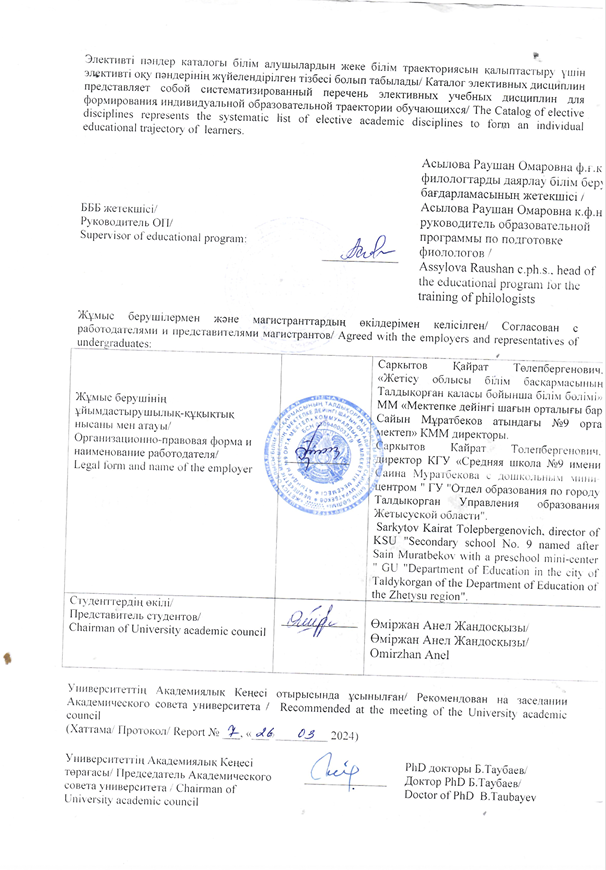 Элективті пәндер каталогы білім алушылардың жеке білім траекториясын қалыптастыру үшін
элективті оқу пәндерінің жүйелендірілген тізбесі болып табылады/ Каталог элективных дисциплин
представляет собой систематизированный перечень элективных учебных дисциплин для
формирования индивидуальной образовательной траектории обучающихся/ The Catalog of elective
disciplines represents the systematic list of elective academic disciplines to form an individual
educational trajectory of learners.
БББ жетекшісі/
Руководитель ОП/
Supervisor of educational program:
Асылова Раушан Омаровна ф.ғ.к
филологтарды даярлау білім беру
бағдарламасының жетекшісі /
Асылова Раушан Омаровна к.ф.н
руководитель образовательной
программы по подготовке
фиолологов /
Assylova Raushan c.ph.s., head of
the educational program for the
training of philologists
Жұмыс берушілермен және магистранттардың өкілдерімен келісілген/ Согласован с
работодателями и представителями магистрантов/ Agreed with the employers and representatives of
undergraduates:
Жұмыс берушінің
ұйымдастырушылық-құқықтық
нысаны мен атауы/
Организационно-правовая форма и
наименование работодателя/
Legal form and name of the employer
Саркытов Қайрат Төлепбергенович.
«Жетісу облысы білім басқармасының
Талдықорған қаласы бойынша білім бөлімі»
ММ «Мектепке дейінгі шағын орталығы бар
Сайын Мұратбеков атындағы №9 орта
мектеп» КММ директоры.
Саркытов Қайрат Төлепбергенович.
директор КГУ «Средняя школа №9 имени
Саина Муратбекова с дошкольным мини-
центром " ГУ "Отдел образования по городу
Талдыкорган Управления образования
Жетысуской области".
Sarkytov Kairat Tolepbergenovich, director of
KSU "Secondary school No. 9 named after
Sain Muratbekov with a preschool mini-center
" GU "Department of Education in the city of
Taldykorgan of the Department of Education of
the Zhetysu region".
Студенттердің өкілі/
Представитель студентов/
Chairman of University academic council
Өміржан Анел Жандосқызы/
Өміржан Анел Жандосқызы/
Omirzhan Anel
Университеттің Академиялық Кеңесі отырысында ұсынылған/ Рекомендован на заседании
Академического совета университета / Recommended at the meeting of the University academic
council
(Хаттама/ Протокол/ Report № 7, « 26 03 2024)
Университеттің Академиялық Кеңесі
төрағасы/ Председатель Академического
совета университета / Chairman of
University academic council
PhD докторы Б.Таубаев/
Доктор PhD Б.Таубаев/
Doctor of PhD B.Taubayev